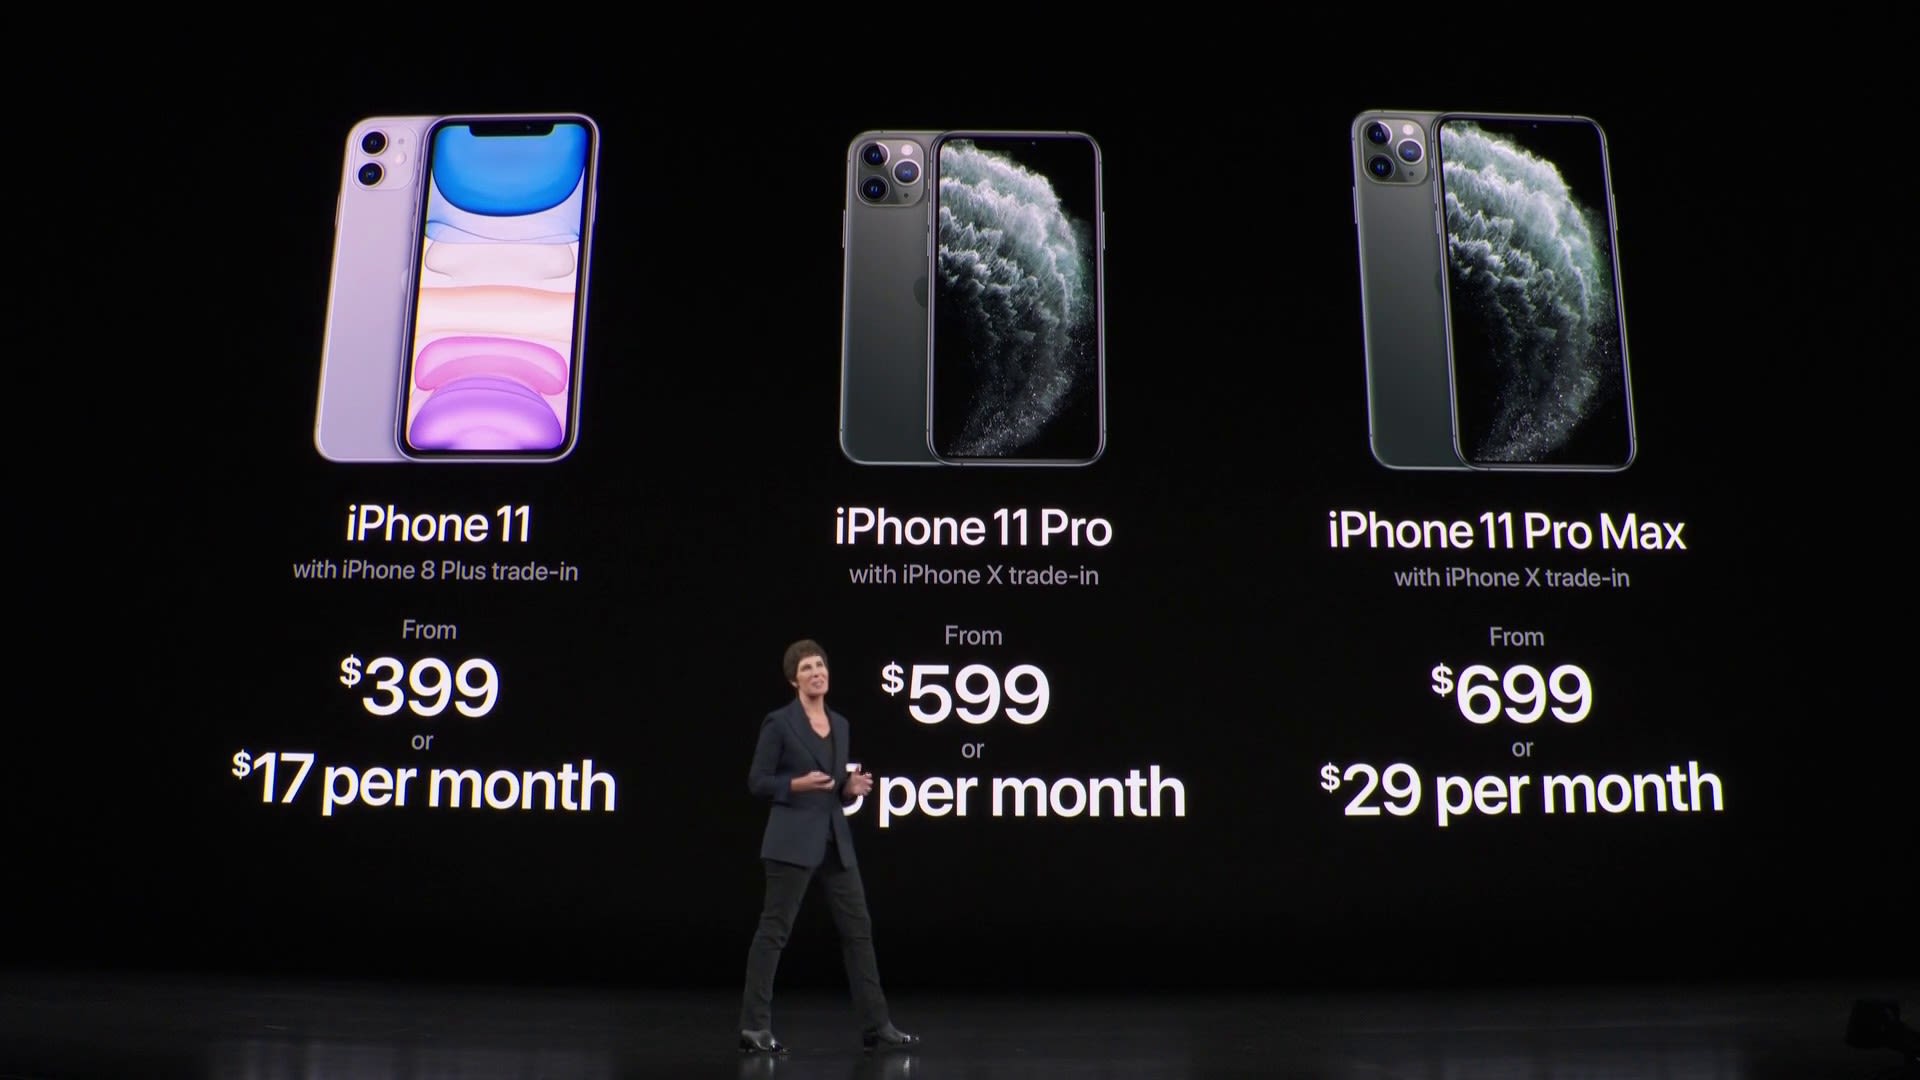 iPhone 11
with iPhone 8 Plus trade-in
From
$399
or
$17 per month
iPhone 11 Pro
with iPhone X trade-in
From
$599
or
per month
iPhone 11 Pro Max
with iPhone X trade-in
From
$699
or
$29 per month